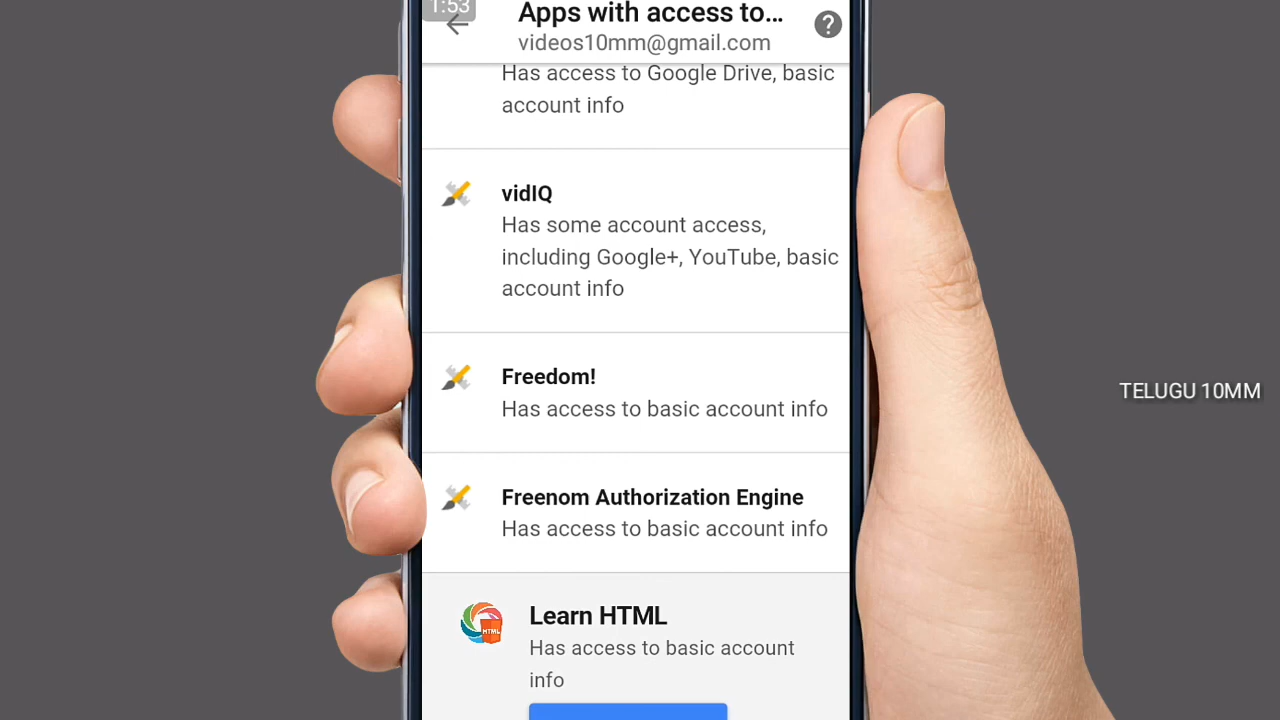 1:53
Apps with access to...
videos10mm@gmail.com
Has access to Google Drive, basic
account info
vidIQ
Has some account access,
including Google+, YouTube, basic
account info
Freedom!
Has access to basic account info
Freenom Authorization Engine
Has access to basic account info
Learn HTML
HTML
Has access to basic account
info
TELUGU 10MM